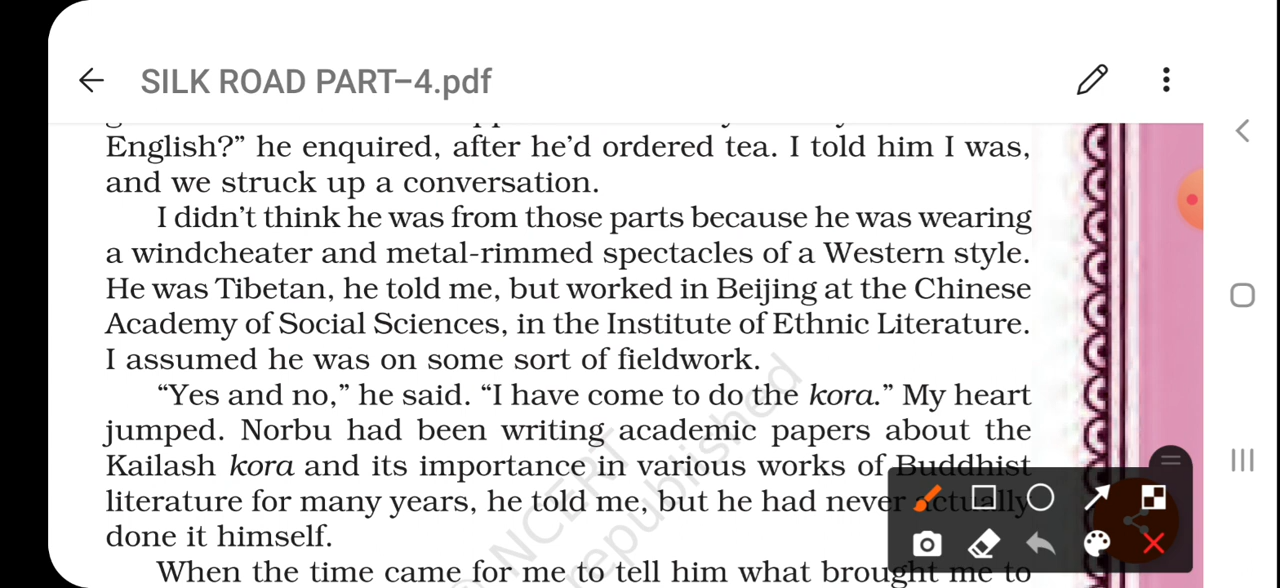 SILK ROAD PART–4.pdf
English?” he enquired, after he’d ordered tea. I told him I was,
and we struck up a conversation.
I didn’t think he was from those parts because he was wearing
a windcheater and metal-rimmed spectacles of a Western style.
He was Tibetan, he told me, but worked in Beijing at the Chinese
Academy of Social Sciences, in the Institute of Ethnic Literature.
I assumed he was on some sort of fieldwork.
“Yes and no,” he said. “I have come to do the kora.” My heart
jumped. Norbu had been writing academic papers about the
Kailash kora and its importance in various works of Buddhist
literature for many years, he told me, but he had never actually
done it himself.
When the time came for me to tell him what brought me to
NCERT
republished